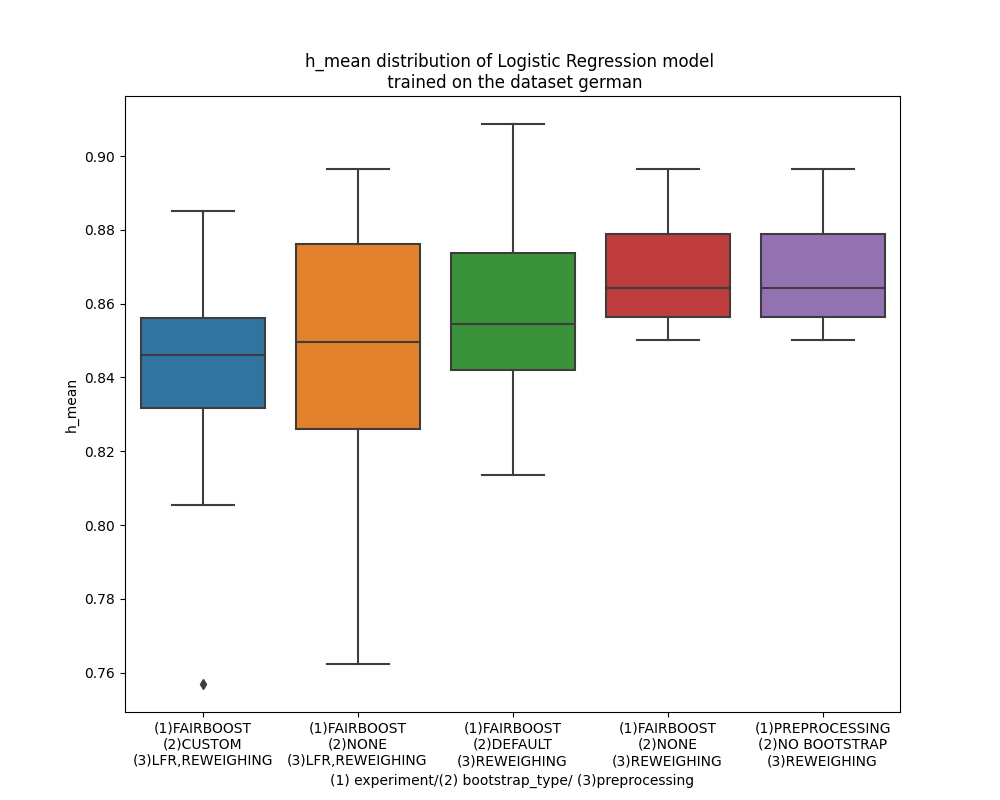 h_mean distribution of Logistic Regression model
trained on the dataset german
h_mean
0.90
0.88
0.86
0.84
0.82
0.80
0.78
0.76
(1)FAIRBOOST
(2)CUSTOM
(3)LFR,REWEIGHING
(1)FAIRBOOST
(2)NONE
(3)LFR,REWEIGHING
(1)FAIRBOOST
(2)DEFAULT
(3)REWEIGHING
(1)FAIRBOOST
(2)NONE
(3)REWEIGHING
(1)PREPROCESSING
(2)NO BOOTSTRAP
(3)REWEIGHING
(1) experiment/(2) bootstrap_type/ (3)preprocessing